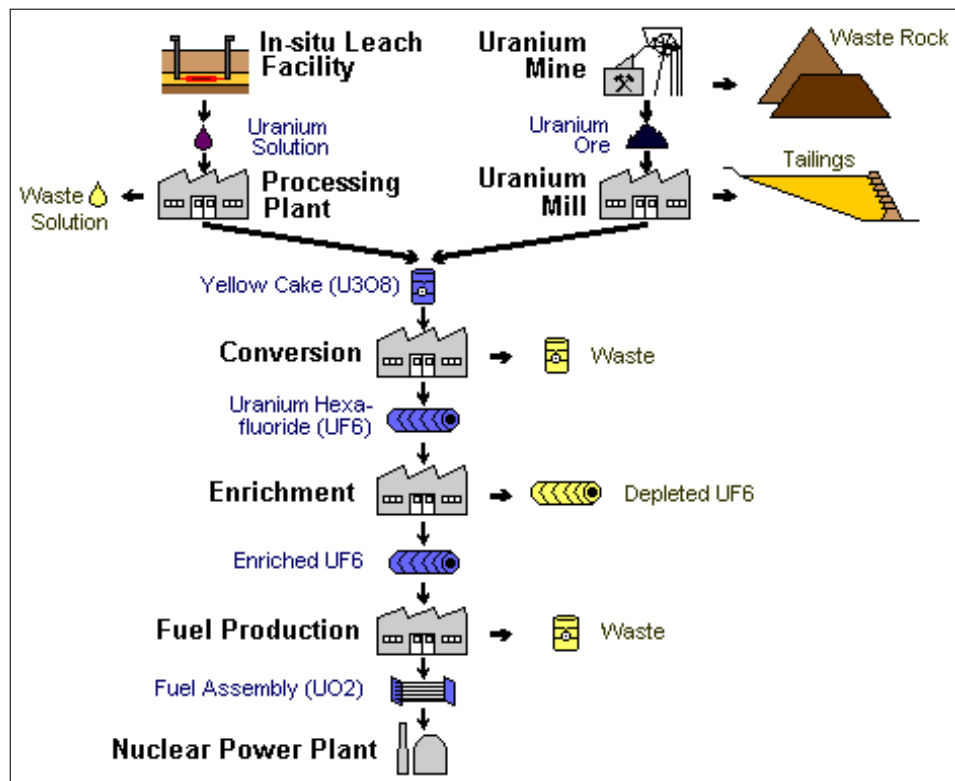 In-situ Leach
Facility
Uranium
Mine
Waste Rock
Uranium
Solution
Uranium
Ore
Tailings
Waste
Solution
Processing
Plant
Uranium
Mill
Yellow Cake (U3O8)
Conversion
Waste
Uranium Hexa-
fluoride (UF6)
Enrichment
Depleted UF6
Enriched UF6
Fuel Production
Waste
Fuel Assembly (UO2)
Nuclear Power Plant